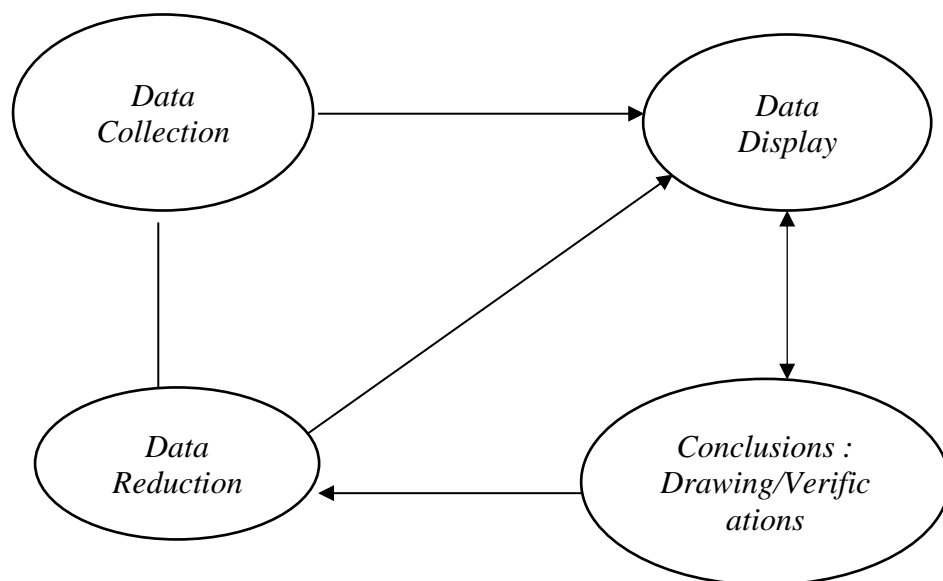 Data
Collection
Data
Display
Data
Reduction
Conclusions :
Drawing/Verific
ations